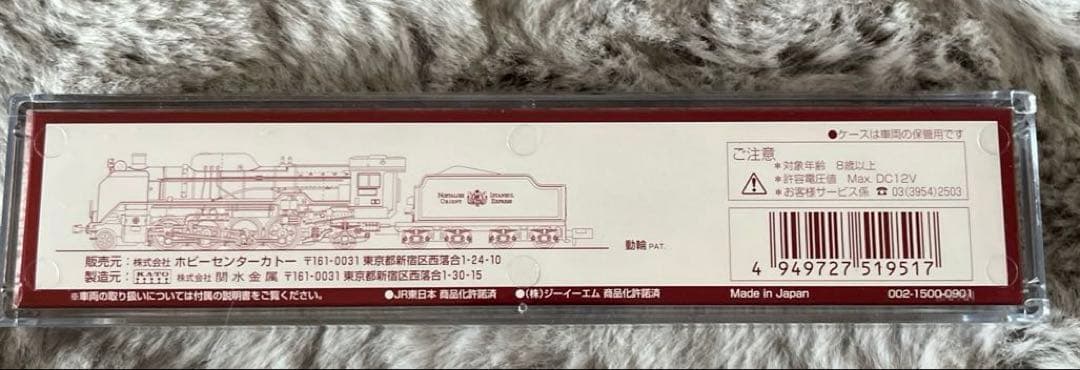 ●ケースは車両の保管用です
ご注意
＊対象年齢 8歳以上
＊許容電圧値 Max. DC12V
＊お客様サービス係 ☎ 03(3954)2503
NOSTALGIE ISTANBUL
ORIENT EXPRESS
動輪 PAT.
販売元：株式会社 ホビーセンターカトー 〒161-0031 東京都新宿区西落合1-24-10
製造元：KATO 株式会社 関水金属 〒161-0031 東京都新宿区西落合1-30-15
4 949727 519517
※車両の取り扱いについては付属の説明書をご覧ください。 ●JR東日本 商品化許諾済 ●(株)ジーイーエム 商品化許諾済 Made in Japan 002-1500-0901